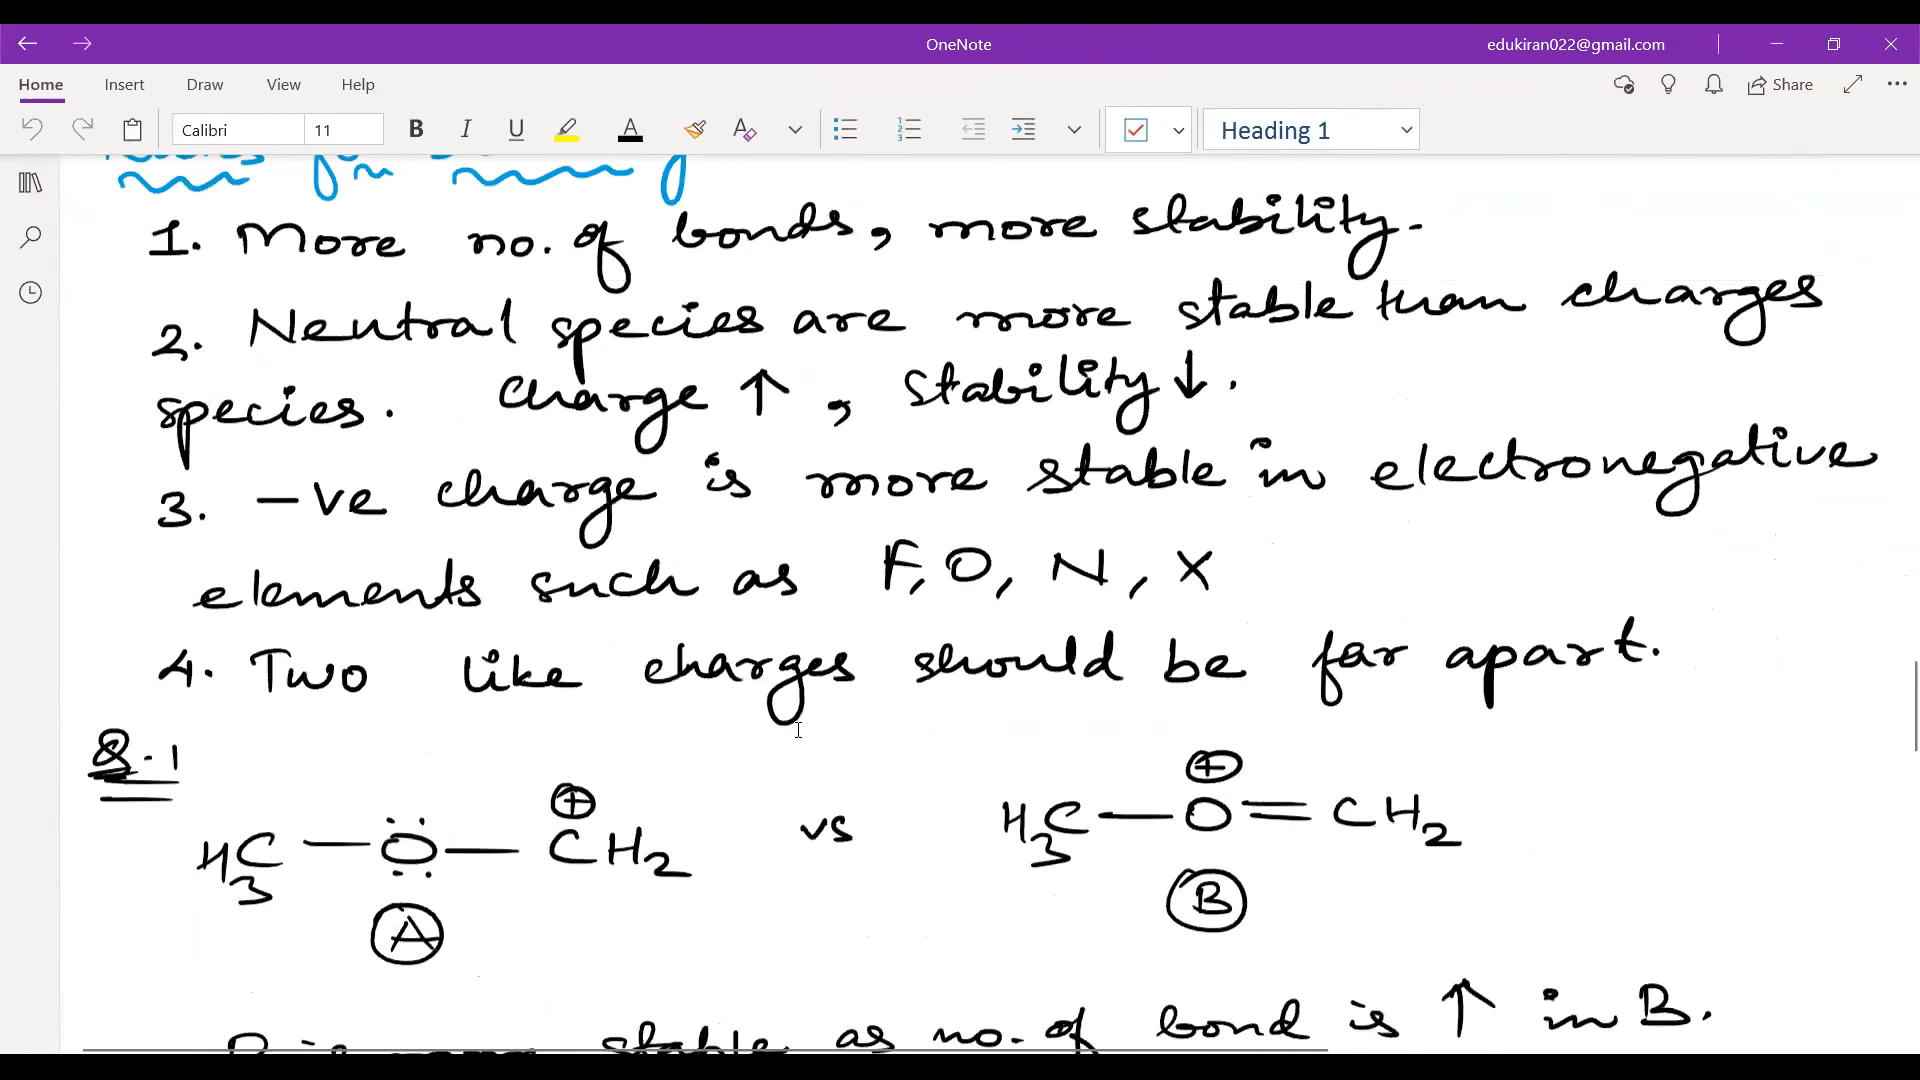 OneNote
edukiran022@gmail.com
Home Insert Draw View Help
Share
Calibri 11 B I U A Heading 1
for
1. More no. of bonds, more stability.
2. Neutral species are more stable than charges
species. Charge ↑, Stability ↓.
3. -ve charge is more stable in electronegative
elements such as F, O, N, X
4. Two like charges should be far apart.
Q.1
H3C — Ö — C⊕H2 vs H3C — O⊕ = CH2
A B
stable as no. of bond is ↑ in B.